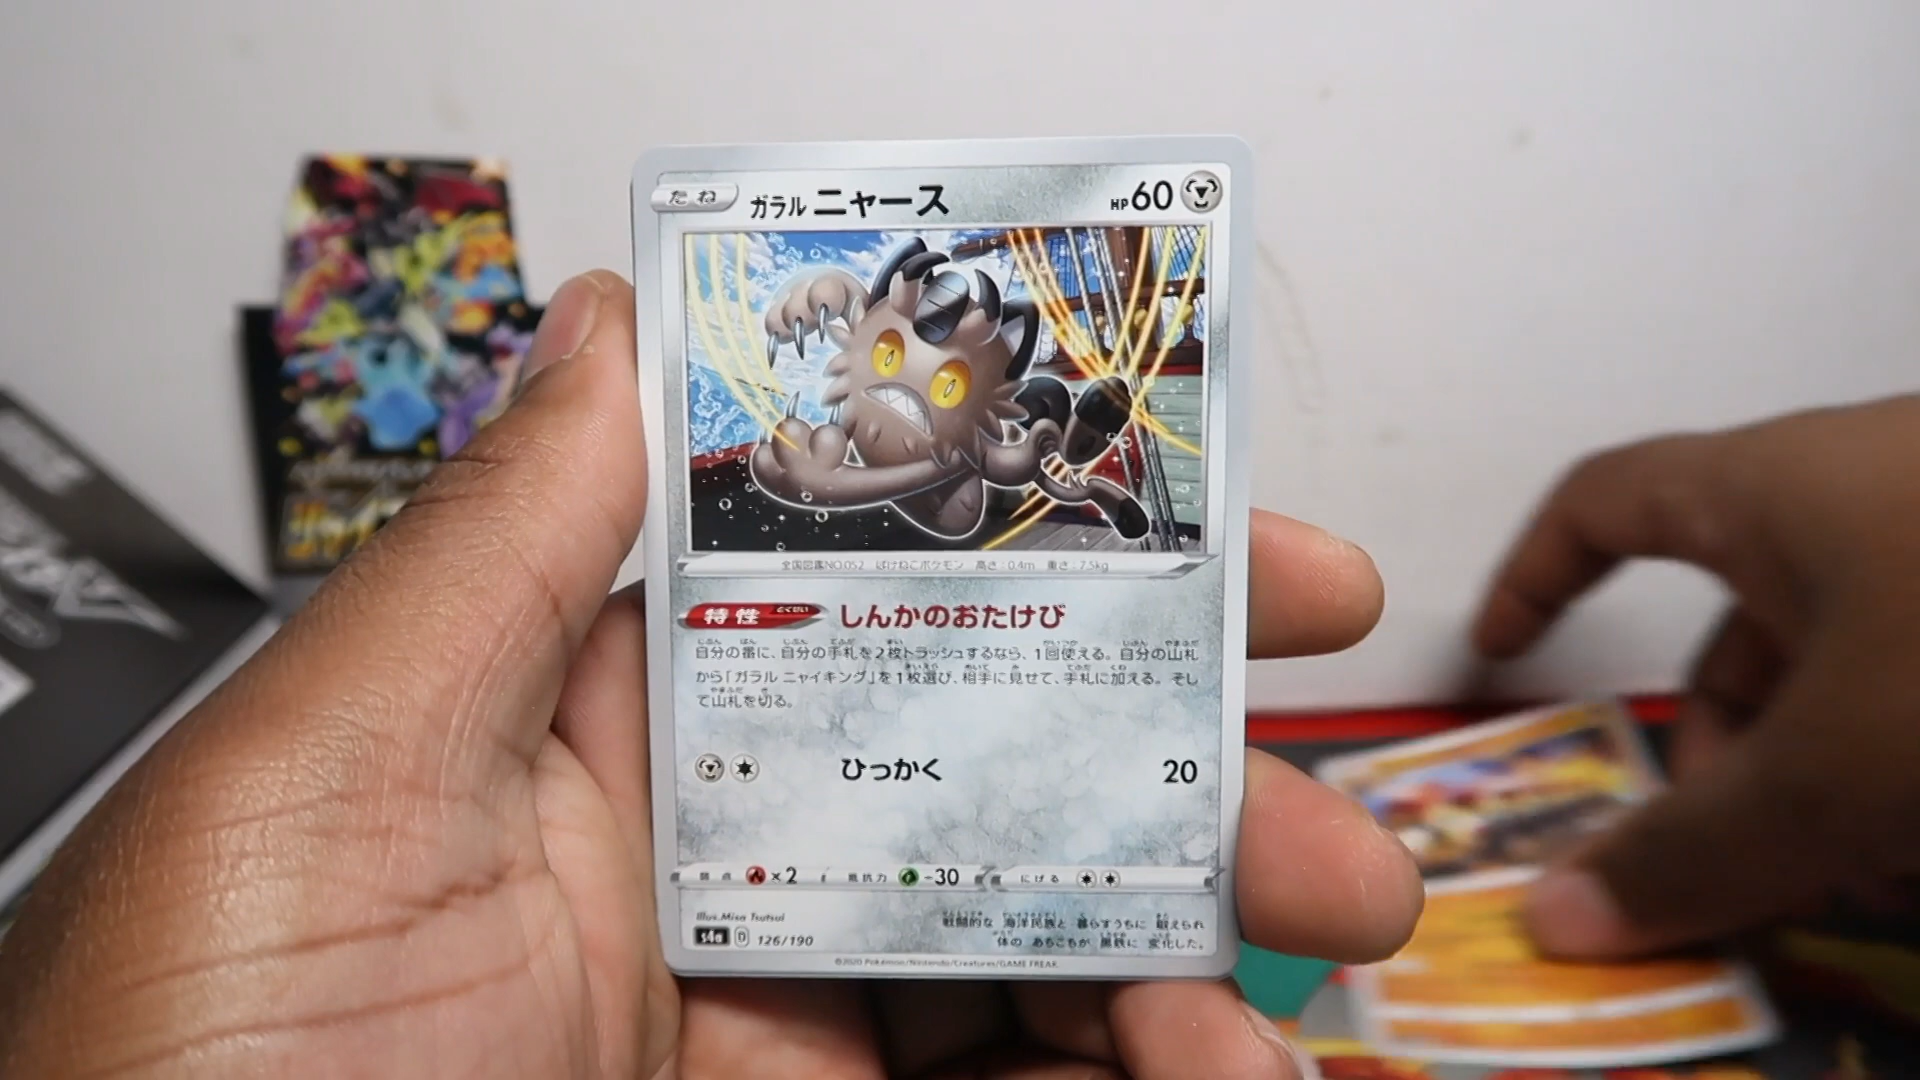 たね ガラル ニャース HP60
全国図鑑NO.052 ばけねこポケモン 高さ:0.4m 重さ:7.5kg
特性 とくせい しんかのおたけび
自分の番に、自分の手札を2枚トラッシュするなら、1回使える。自分の山札
から「ガラル ニャイキング」を1枚選び、相手に見せて、手札に加える。そし
て山札を切る。
ひっかく 20
弱点 ×2 抵抗力 -30 にげる
Illus.Misa Tsutsui
戦闘的な 海洋民族と 暮らすうちに 鍛えられ
体の あちこちが 黒鉄に 変化した。
s4a D 126/190
©2020 Pokémon/Nintendo/Creatures/GAME FREAK.